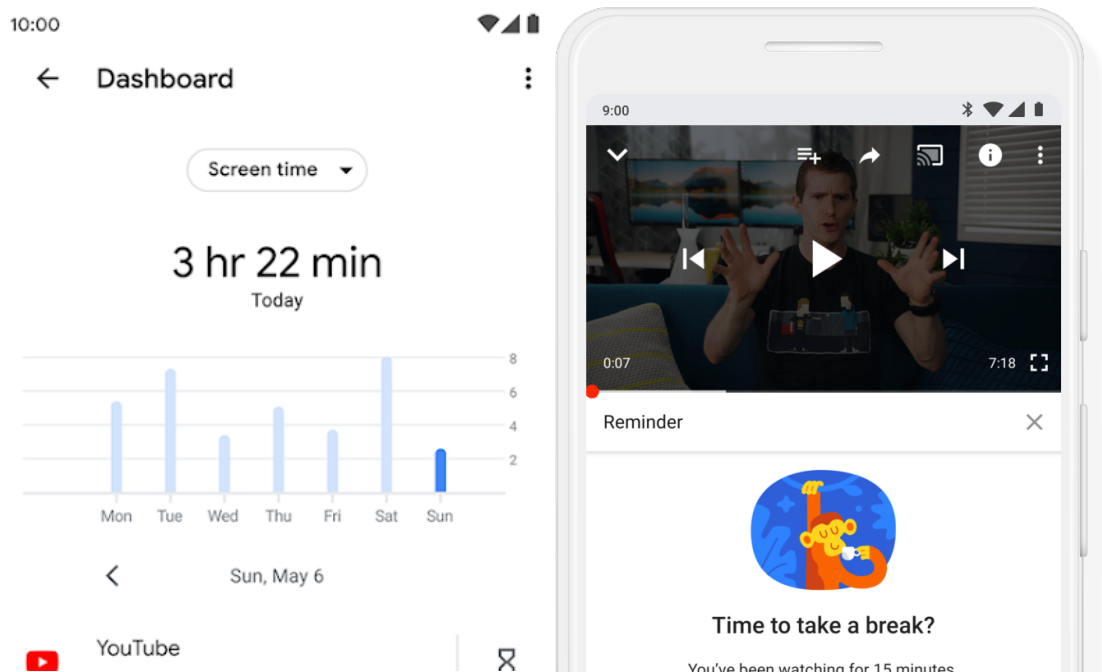 10:00
Dashboard
Screen time
3 hr 22 min
Today
8
6
4
2
Mon Tue Wed Thu Fri Sat Sun
Sun, May 6
YouTube
9:00
0:07 7:18
Reminder
Time to take a break?
You've been watching for 15 minutes